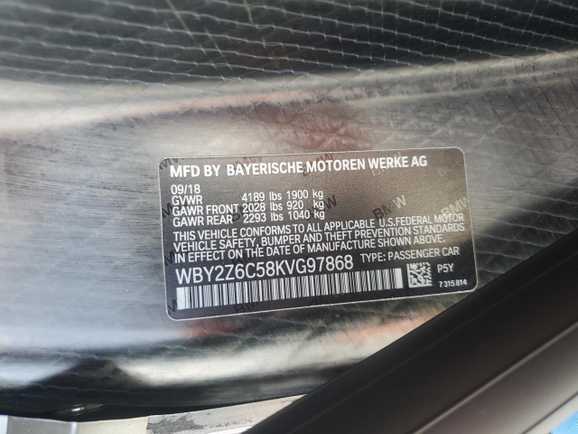 MFD BY BAYERISCHE MOTOREN WERKE AG
09/18
GVWR 4189 lbs 1900 kg
GAWR FRONT 2028 lbs 920 kg
GAWR REAR 2293 lbs 1040 kg
THIS VEHICLE CONFORMS TO ALL APPLICABLE U.S.FEDERAL MOTOR
VEHICLE SAFETY, BUMPER AND THEFT PREVENTION STANDARDS
IN EFFECT ON THE DATE OF MANUFACTURE SHOWN ABOVE.
WBY2Z6C58KVG97868 TYPE: PASSENGER CAR
P5Y
7 315 814